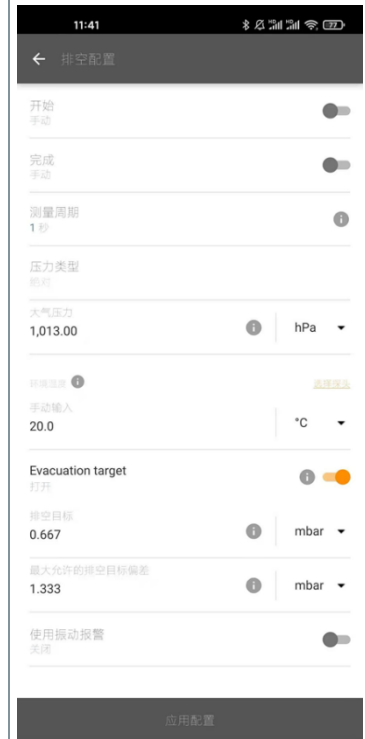 11:41
77
排空配置
开始
手动
完成
手动
测量周期
1 秒
压力类型
绝对
大气压力
1,013.00
hPa
环境温度
选择探头
手动输入
20.0
°C
Evacuation target
打开
排空目标
0.667
mbar
最大允许的排空目标偏差
1.333
mbar
使用振动报警
关闭
应用配置